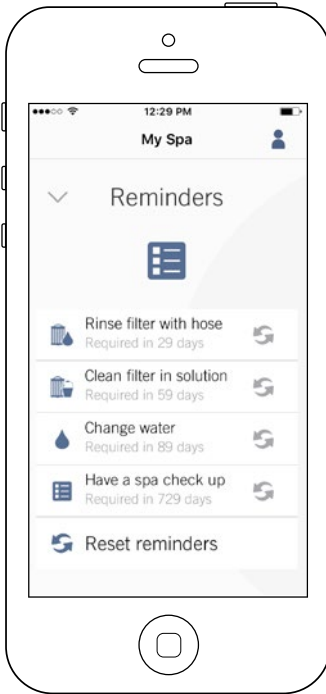 12:29 PM
My Spa
Reminders
Rinse filter with hose
Required in 29 days
Clean filter in solution
Required in 59 days
Change water
Required in 89 days
Have a spa check up
Required in 729 days
Reset reminders